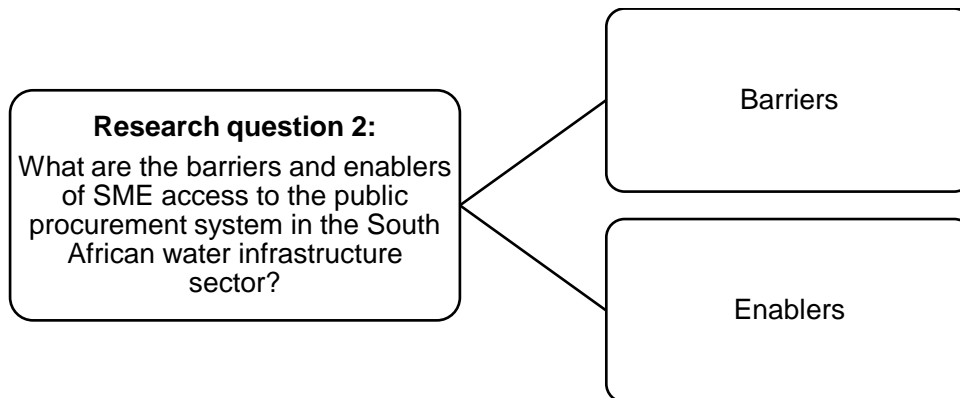 Research question 2:
What are the barriers and enablers
of SME access to the public
procurement system in the South
African water infrastructure
sector?
Barriers
Enablers